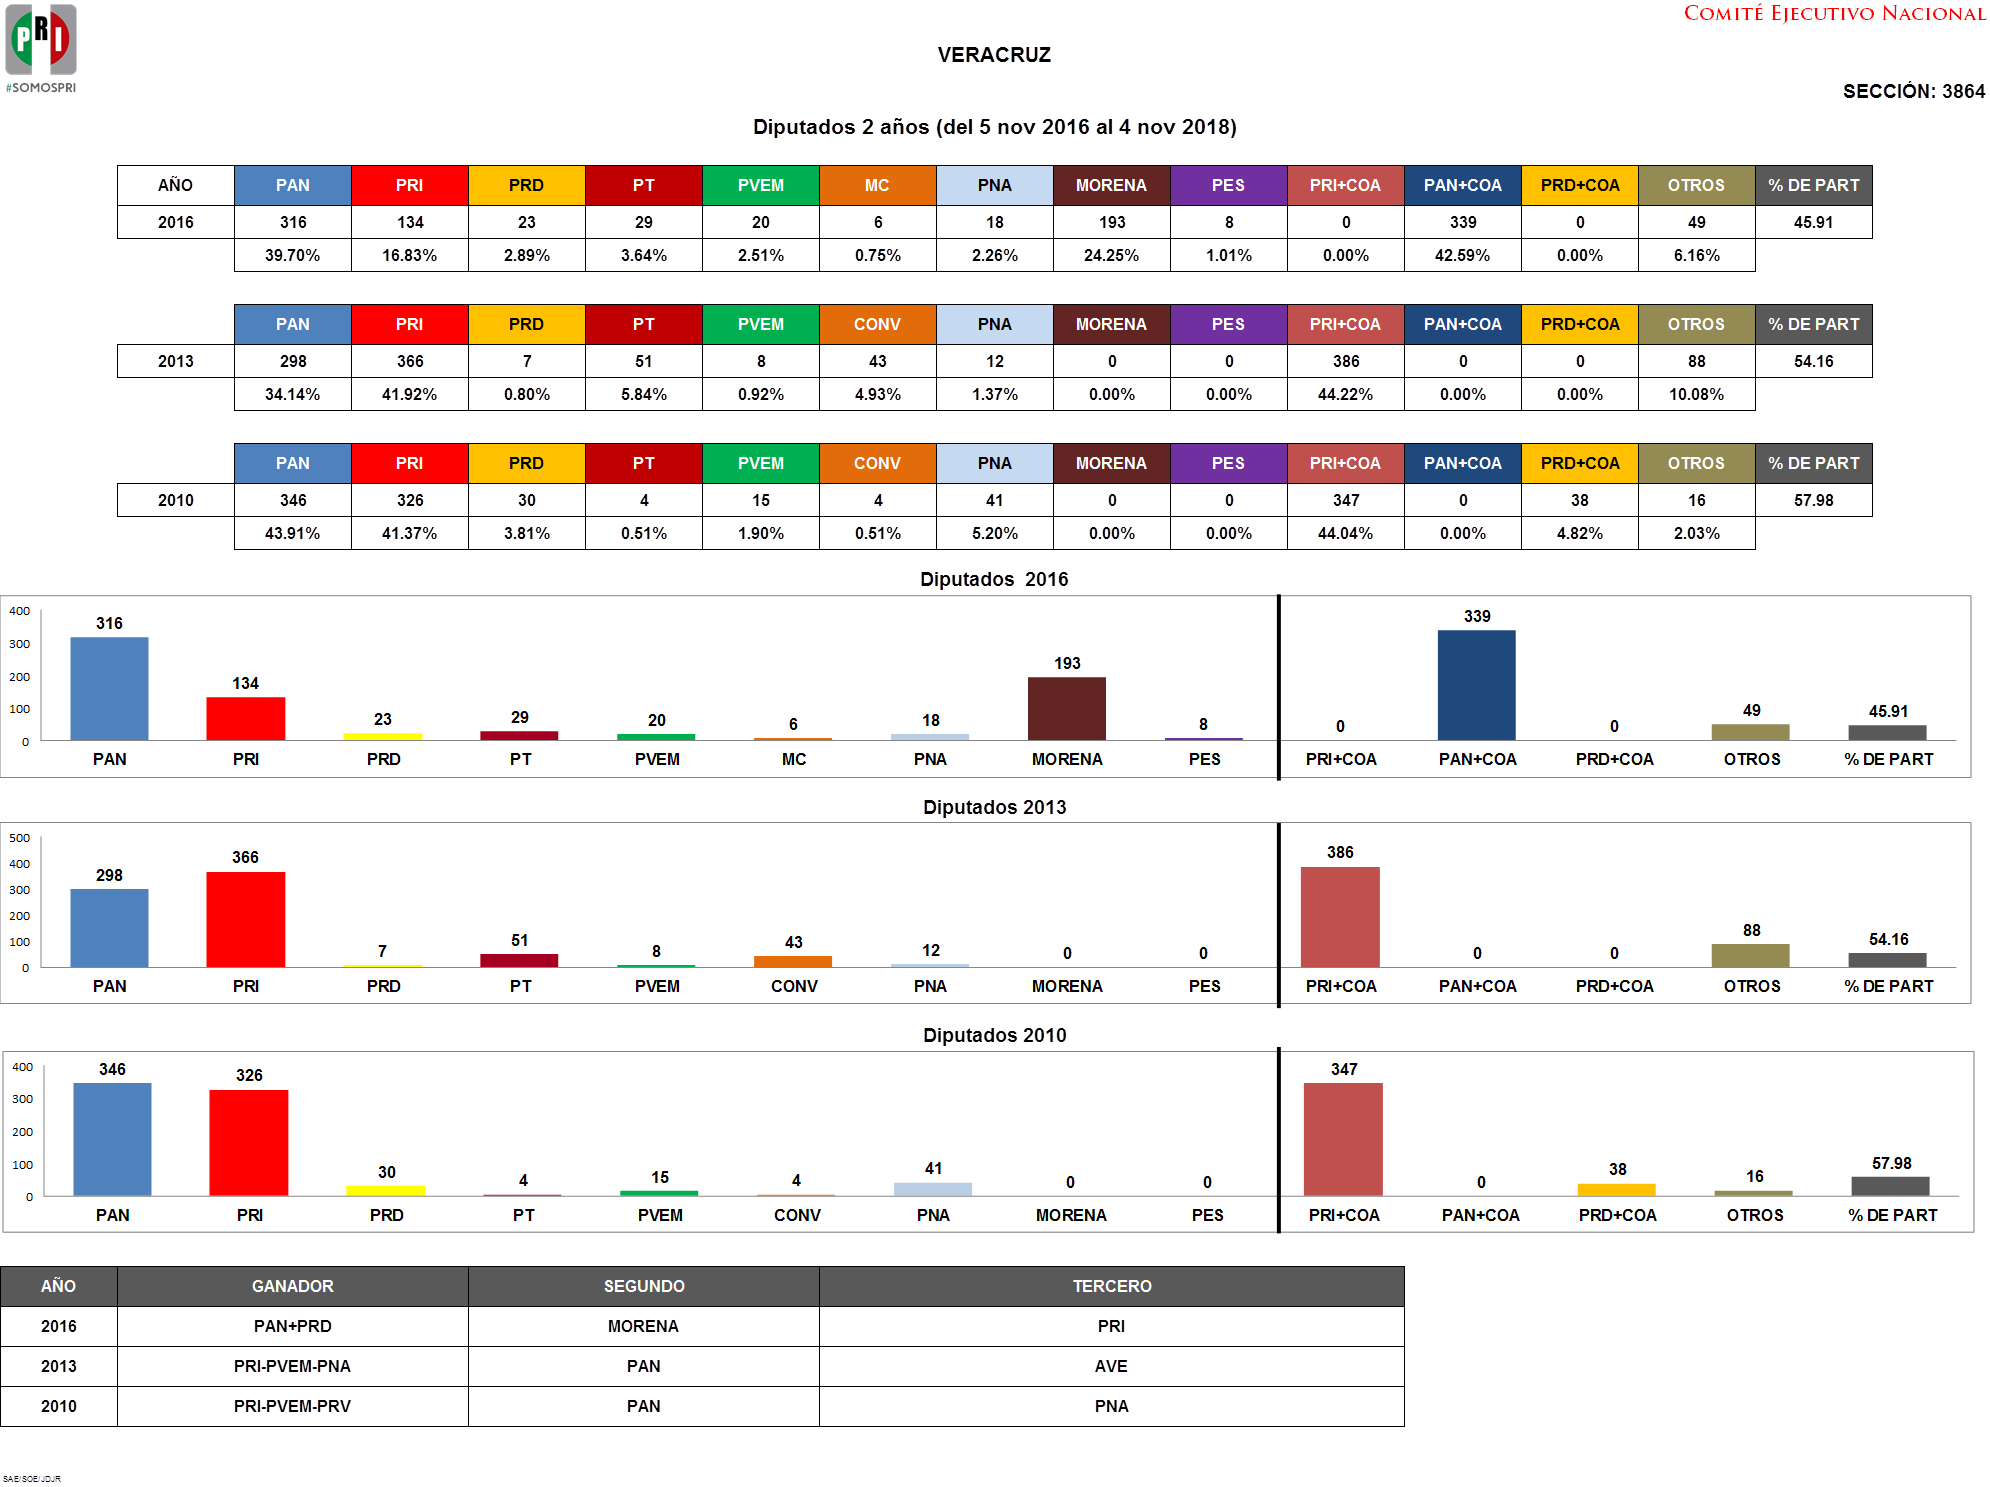 PRI
#SOMOSPRI
COMITÉ EJECUTIVO NACIONAL
VERACRUZ
SECCIÓN: 3864
Diputados 2 años (del 5 nov 2016 al 4 nov 2018)
AÑO PAN PRI PRD PT PVEM MC PNA MORENA PES PRI+COA PAN+COA PRD+COA OTROS % DE PART
2016 316 134 23 29 20 6 18 193 8 0 339 0 49 45.91
39.70% 16.83% 2.89% 3.64% 2.51% 0.75% 2.26% 24.25% 1.01% 0.00% 42.59% 0.00% 6.16%
PAN PRI PRD PT PVEM CONV PNA MORENA PES PRI+COA PAN+COA PRD+COA OTROS % DE PART
2013 298 366 7 51 8 43 12 0 0 386 0 0 88 54.16
34.14% 41.92% 0.80% 5.84% 0.92% 4.93% 1.37% 0.00% 0.00% 44.22% 0.00% 0.00% 10.08%
PAN PRI PRD PT PVEM CONV PNA MORENA PES PRI+COA PAN+COA PRD+COA OTROS % DE PART
2010 346 326 30 4 15 4 41 0 0 347 0 38 16 57.98
43.91% 41.37% 3.81% 0.51% 1.90% 0.51% 5.20% 0.00% 0.00% 44.04% 0.00% 4.82% 2.03%
Diputados 2016
400
300
200
100
0
316 134 23 29 20 6 18 193 8 0 339 0 49 45.91
PAN PRI PRD PT PVEM MC PNA MORENA PES PRI+COA PAN+COA PRD+COA OTROS % DE PART
Diputados 2013
500
400
300
200
100
0
298 366 7 51 8 43 12 0 0 386 0 0 88 54.16
PAN PRI PRD PT PVEM CONV PNA MORENA PES PRI+COA PAN+COA PRD+COA OTROS % DE PART
Diputados 2010
400
300
200
100
0
346 326 30 4 15 4 41 0 0 347 0 38 16 57.98
PAN PRI PRD PT PVEM CONV PNA MORENA PES PRI+COA PAN+COA PRD+COA OTROS % DE PART
AÑO GANADOR SEGUNDO TERCERO
2016 PAN+PRD MORENA PRI
2013 PRI-PVEM-PNA PAN AVE
2010 PRI-PVEM-PRV PAN PNA
SAE/SOE/JDJR